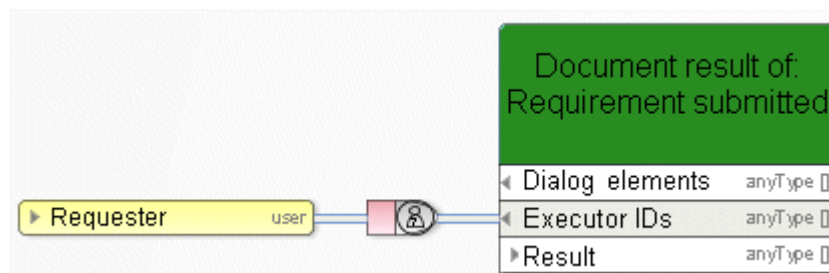 Document result of:
Requirement submitted
Dialog elements anyType []
Requester user
Executor IDs anyType []
Result anyType []